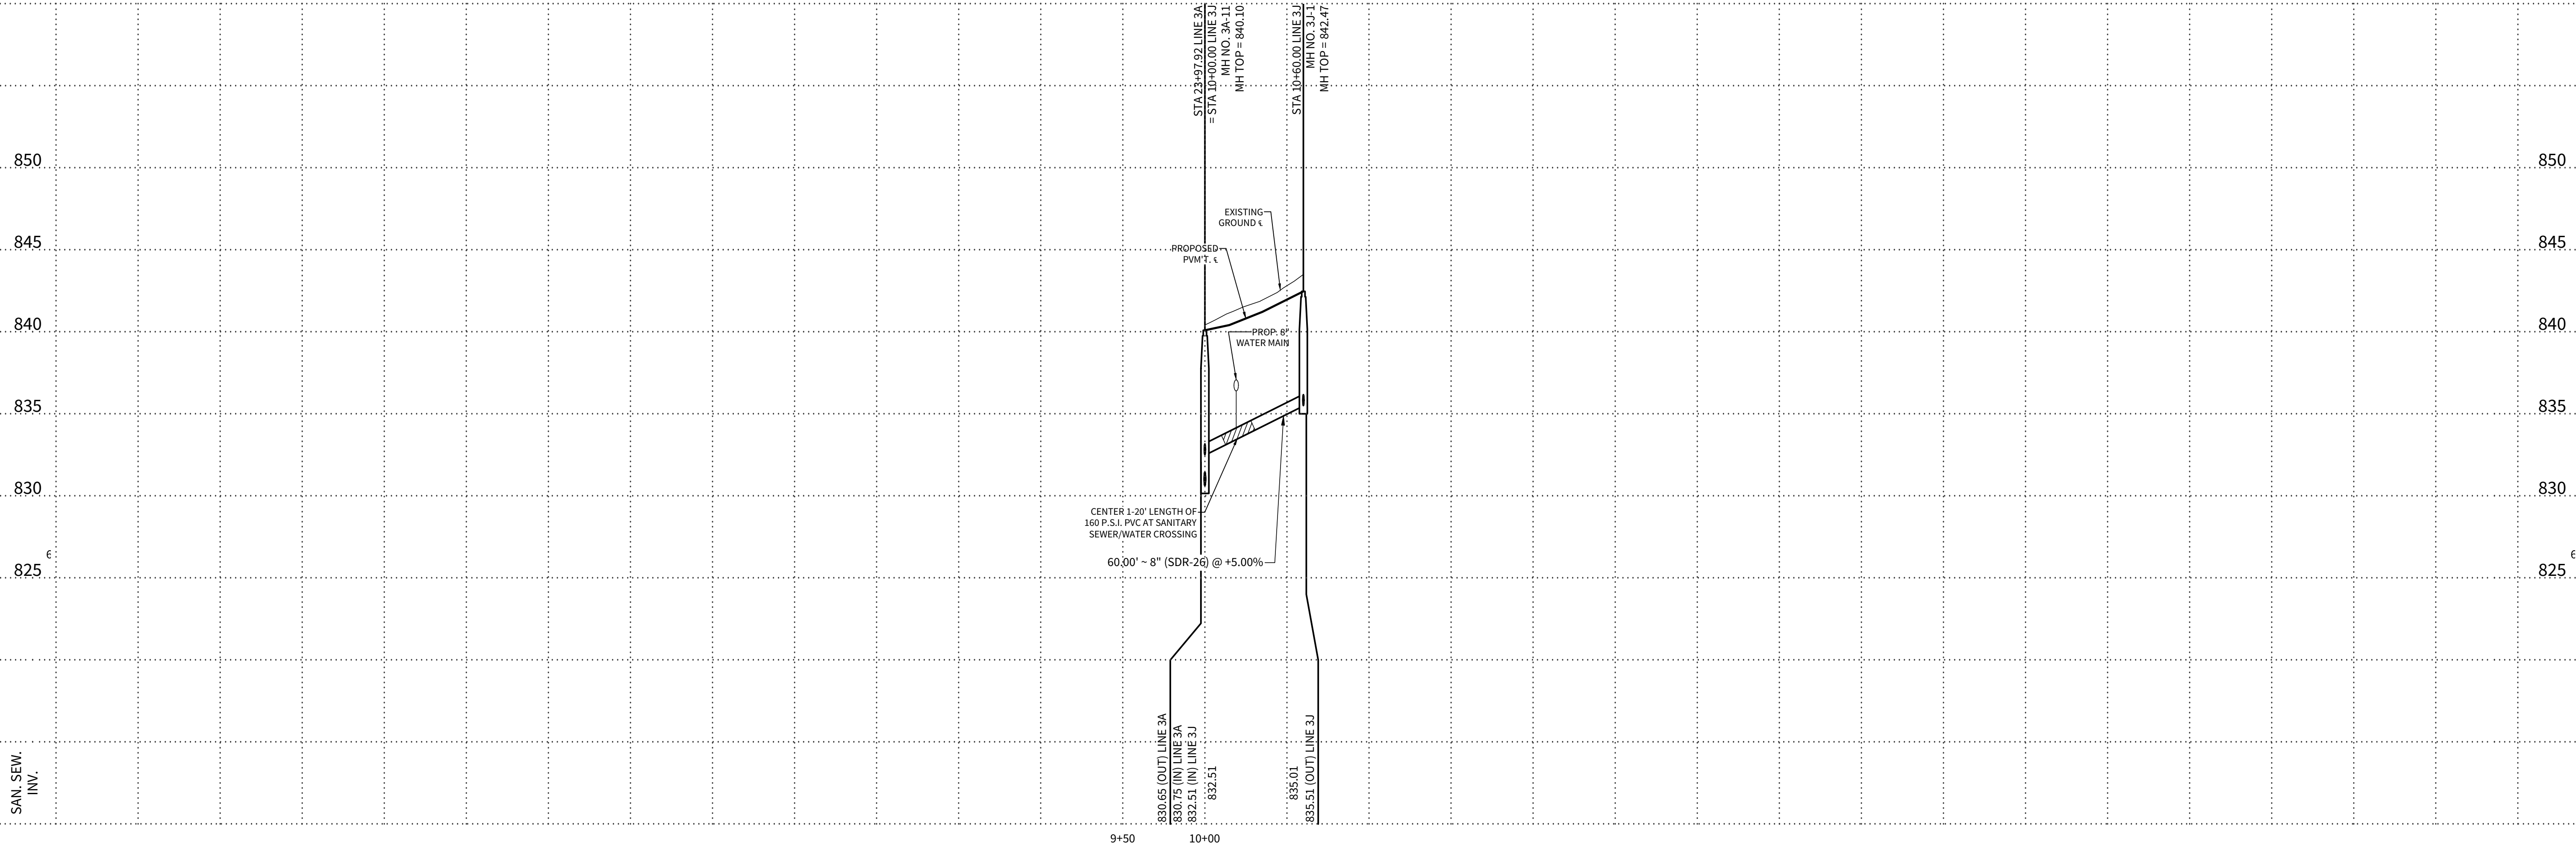 STA 23+97.92 LINE 3A
= STA 10+00.00 LINE 3J
MH NO. 3A-11
MH TOP = 840.10
STA 10+60.00 LINE 3J
MH NO. 3J-1
MH TOP = 842.47
850
850
EXISTING
GROUND ℄
845
845
PROPOSED
PVM'T. ℄
840
840
PROP. 8"
WATER MAIN
835
835
830
830
CENTER 1-20' LENGTH OF
160 P.S.I. PVC AT SANITARY
SEWER/WATER CROSSING
60.00' ~ 8" (SDR-26) @ +5.00%
825
825
SAN. SEW.
INV.
830.65 (OUT) LINE 3A
830.75 (IN) LINE 3A
832.51 (IN) LINE 3J
832.51
835.01
835.51 (OUT) LINE 3J
9+50
10+00